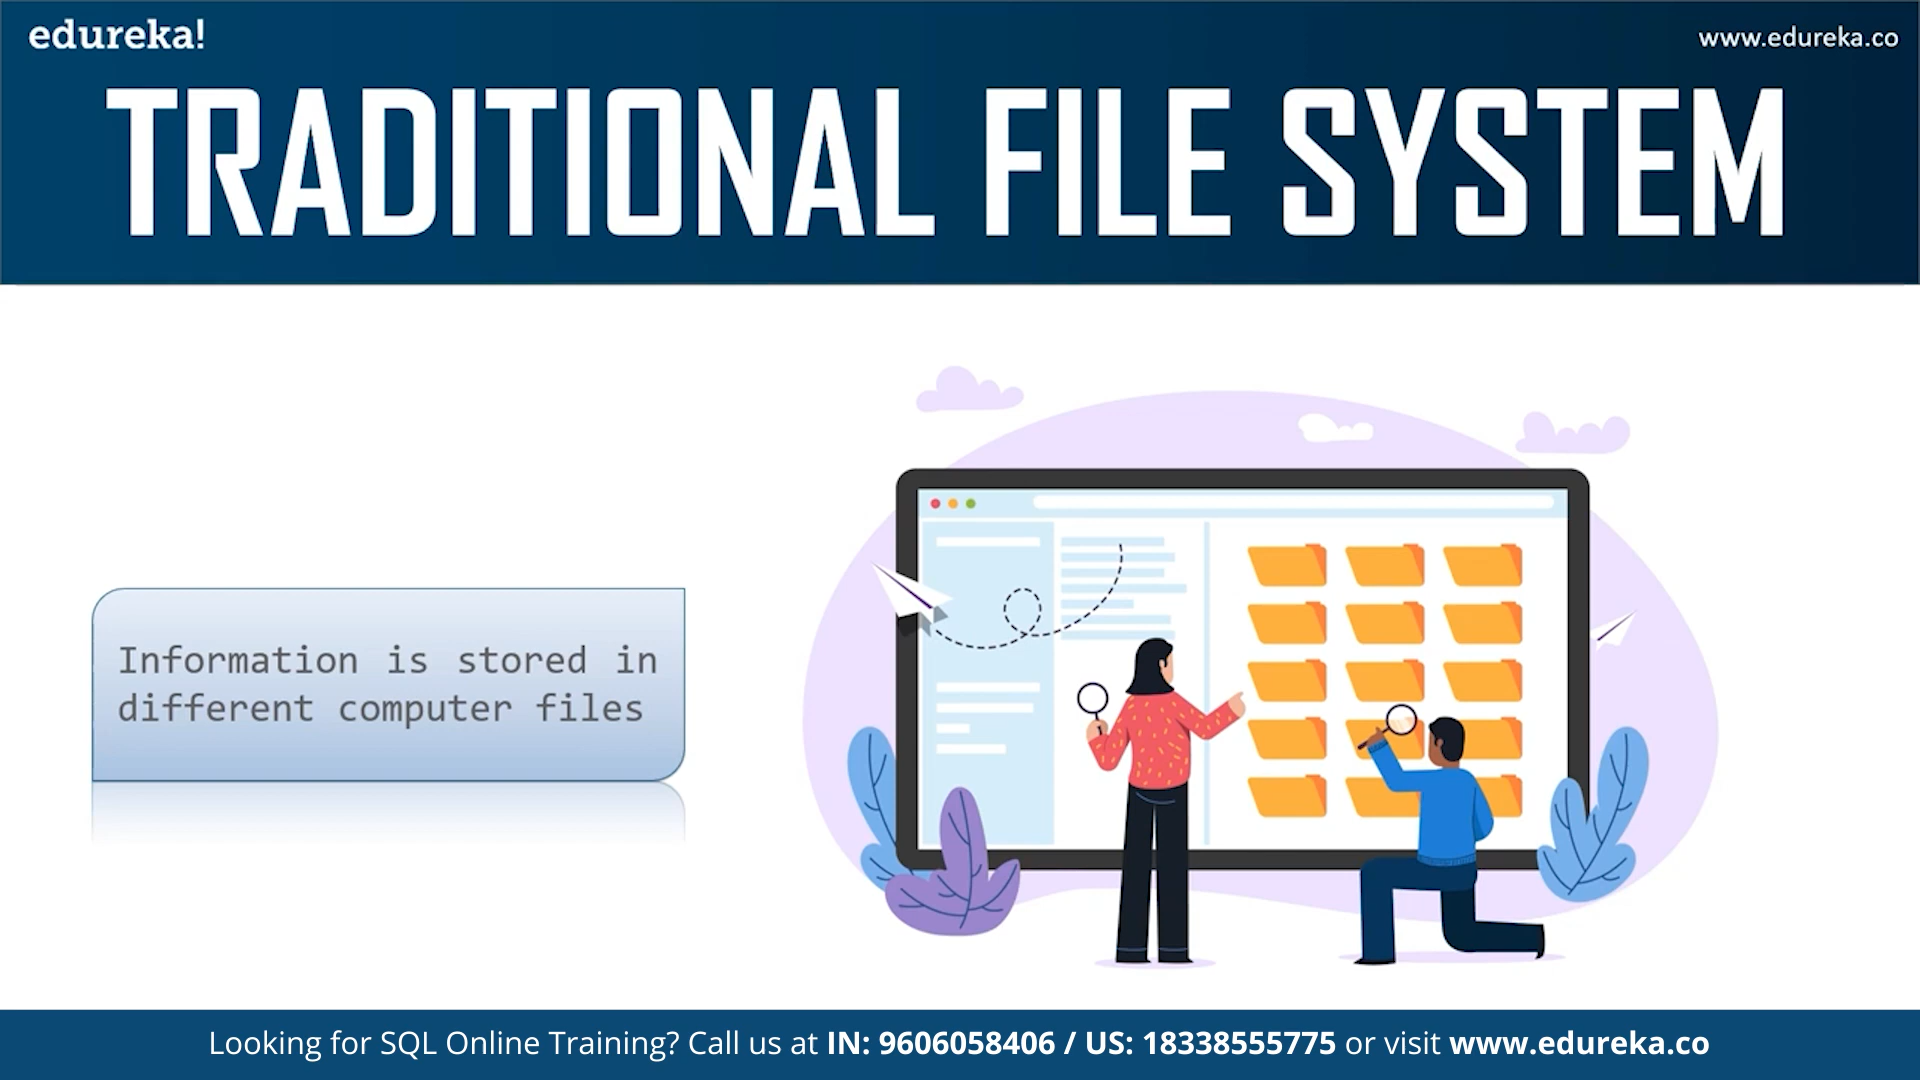 edureka!
www.edureka.co
TRADITIONAL FILE SYSTEM
Information is stored in
different computer files
Looking for SQL Online Training? Call us at IN: 9606058406 / US: 18338555775 or visit www.edureka.co